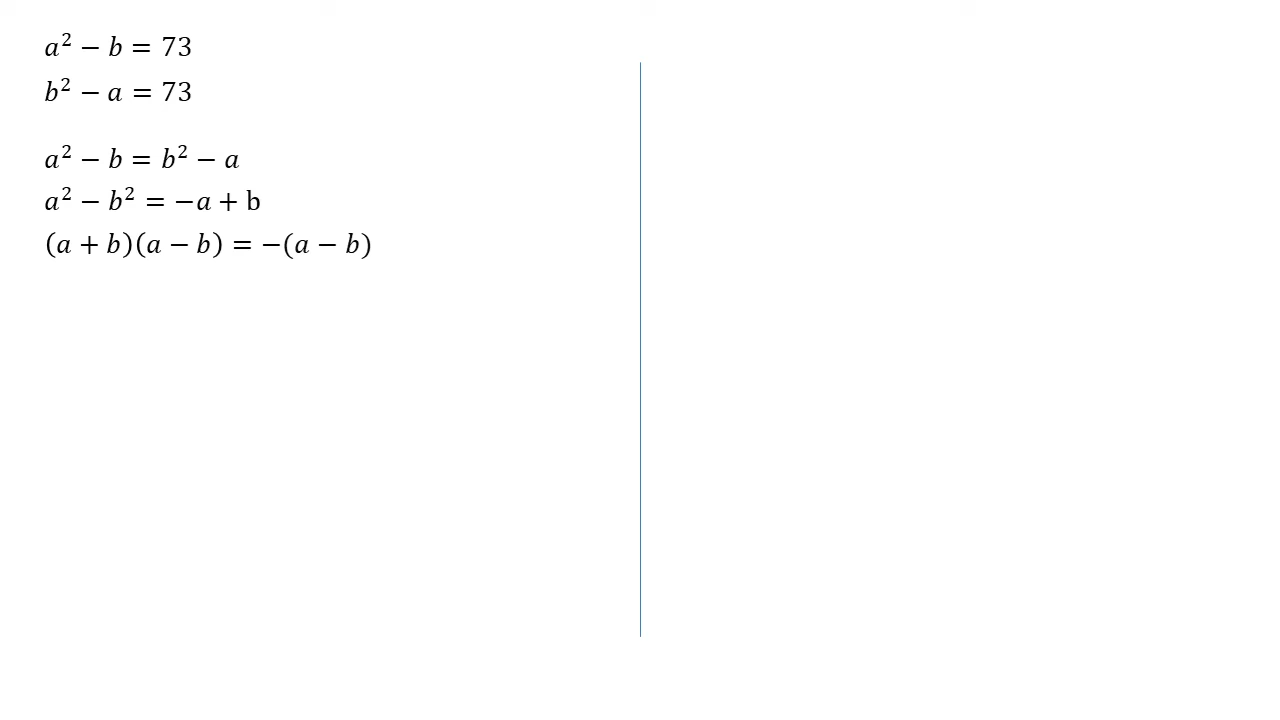 a² − b = 73
b² − a = 73
a² − b = b² − a
a² − b² = −a + b
(a + b)(a − b) = −(a − b)